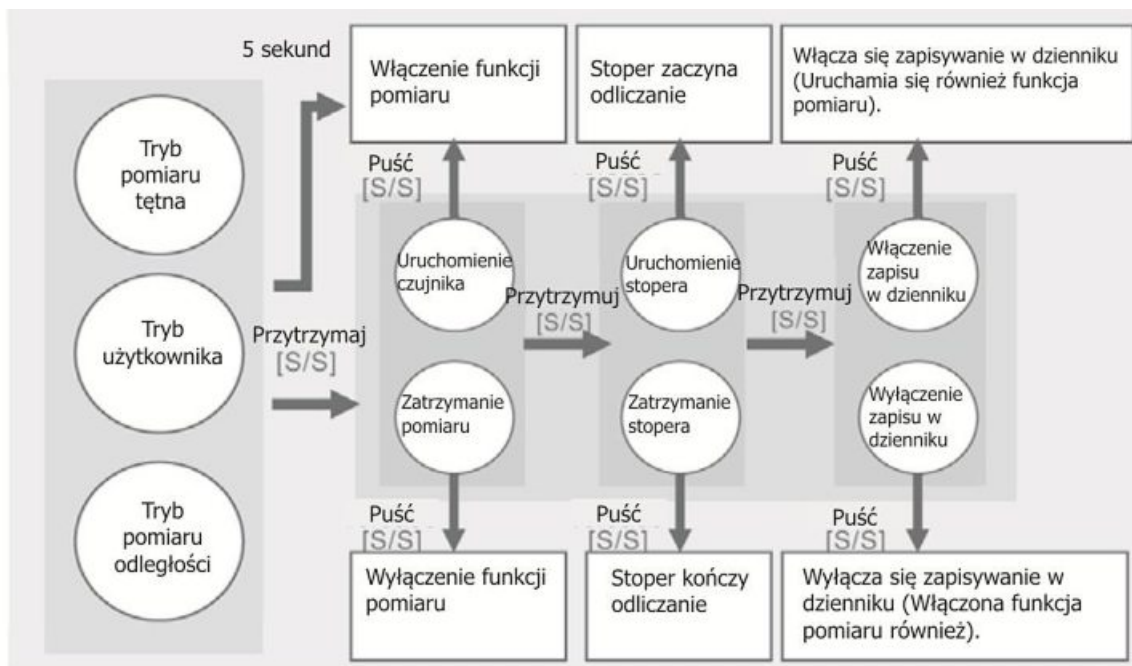 5 sekund
Włączenie funkcji
pomiaru
Stoper zaczyna
odliczanie
Włącza się zapisywanie w dzienniku
(Uruchamia się również funkcja
pomiaru).
Tryb
pomiaru
tętna
Puść
[S/S]
Puść
[S/S]
Puść
[S/S]
Uruchomienie
czujnika
Uruchomienie
stopera
Włączenie
zapisu
w dzienniku
Tryb
użytkownika
Przytrzymaj
[S/S]
Przytrzymuj
[S/S]
Przytrzymuj
[S/S]
Zatrzymanie
pomiaru
Zatrzymanie
stopera
Wyłączenie
zapisu w
dzienniku
Tryb
pomiaru
odległości
Puść
[S/S]
Puść
[S/S]
Puść
[S/S]
Wyłączenie funkcji
pomiaru
Stoper kończy
odliczanie
Wyłącza się zapisywanie w
dzienniku (Włączona funkcja
pomiaru również).